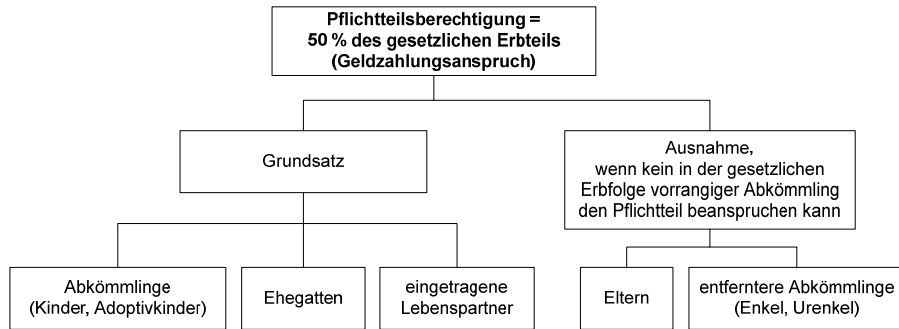 Pflichtteilsberechtigung =
50 % des gesetzlichen Erbteils
(Geldzahlungsanspruch)
Grundsatz
Ausnahme,
wenn kein in der gesetzlichen
Erbfolge vorrangiger Abkömmling
den Pflichtteil beanspruchen kann
Abkömmlinge
(Kinder, Adoptivkinder)
Ehegatten
eingetragene
Lebenspartner
Eltern
entferntere Abkömmlinge
(Enkel, Urenkel)